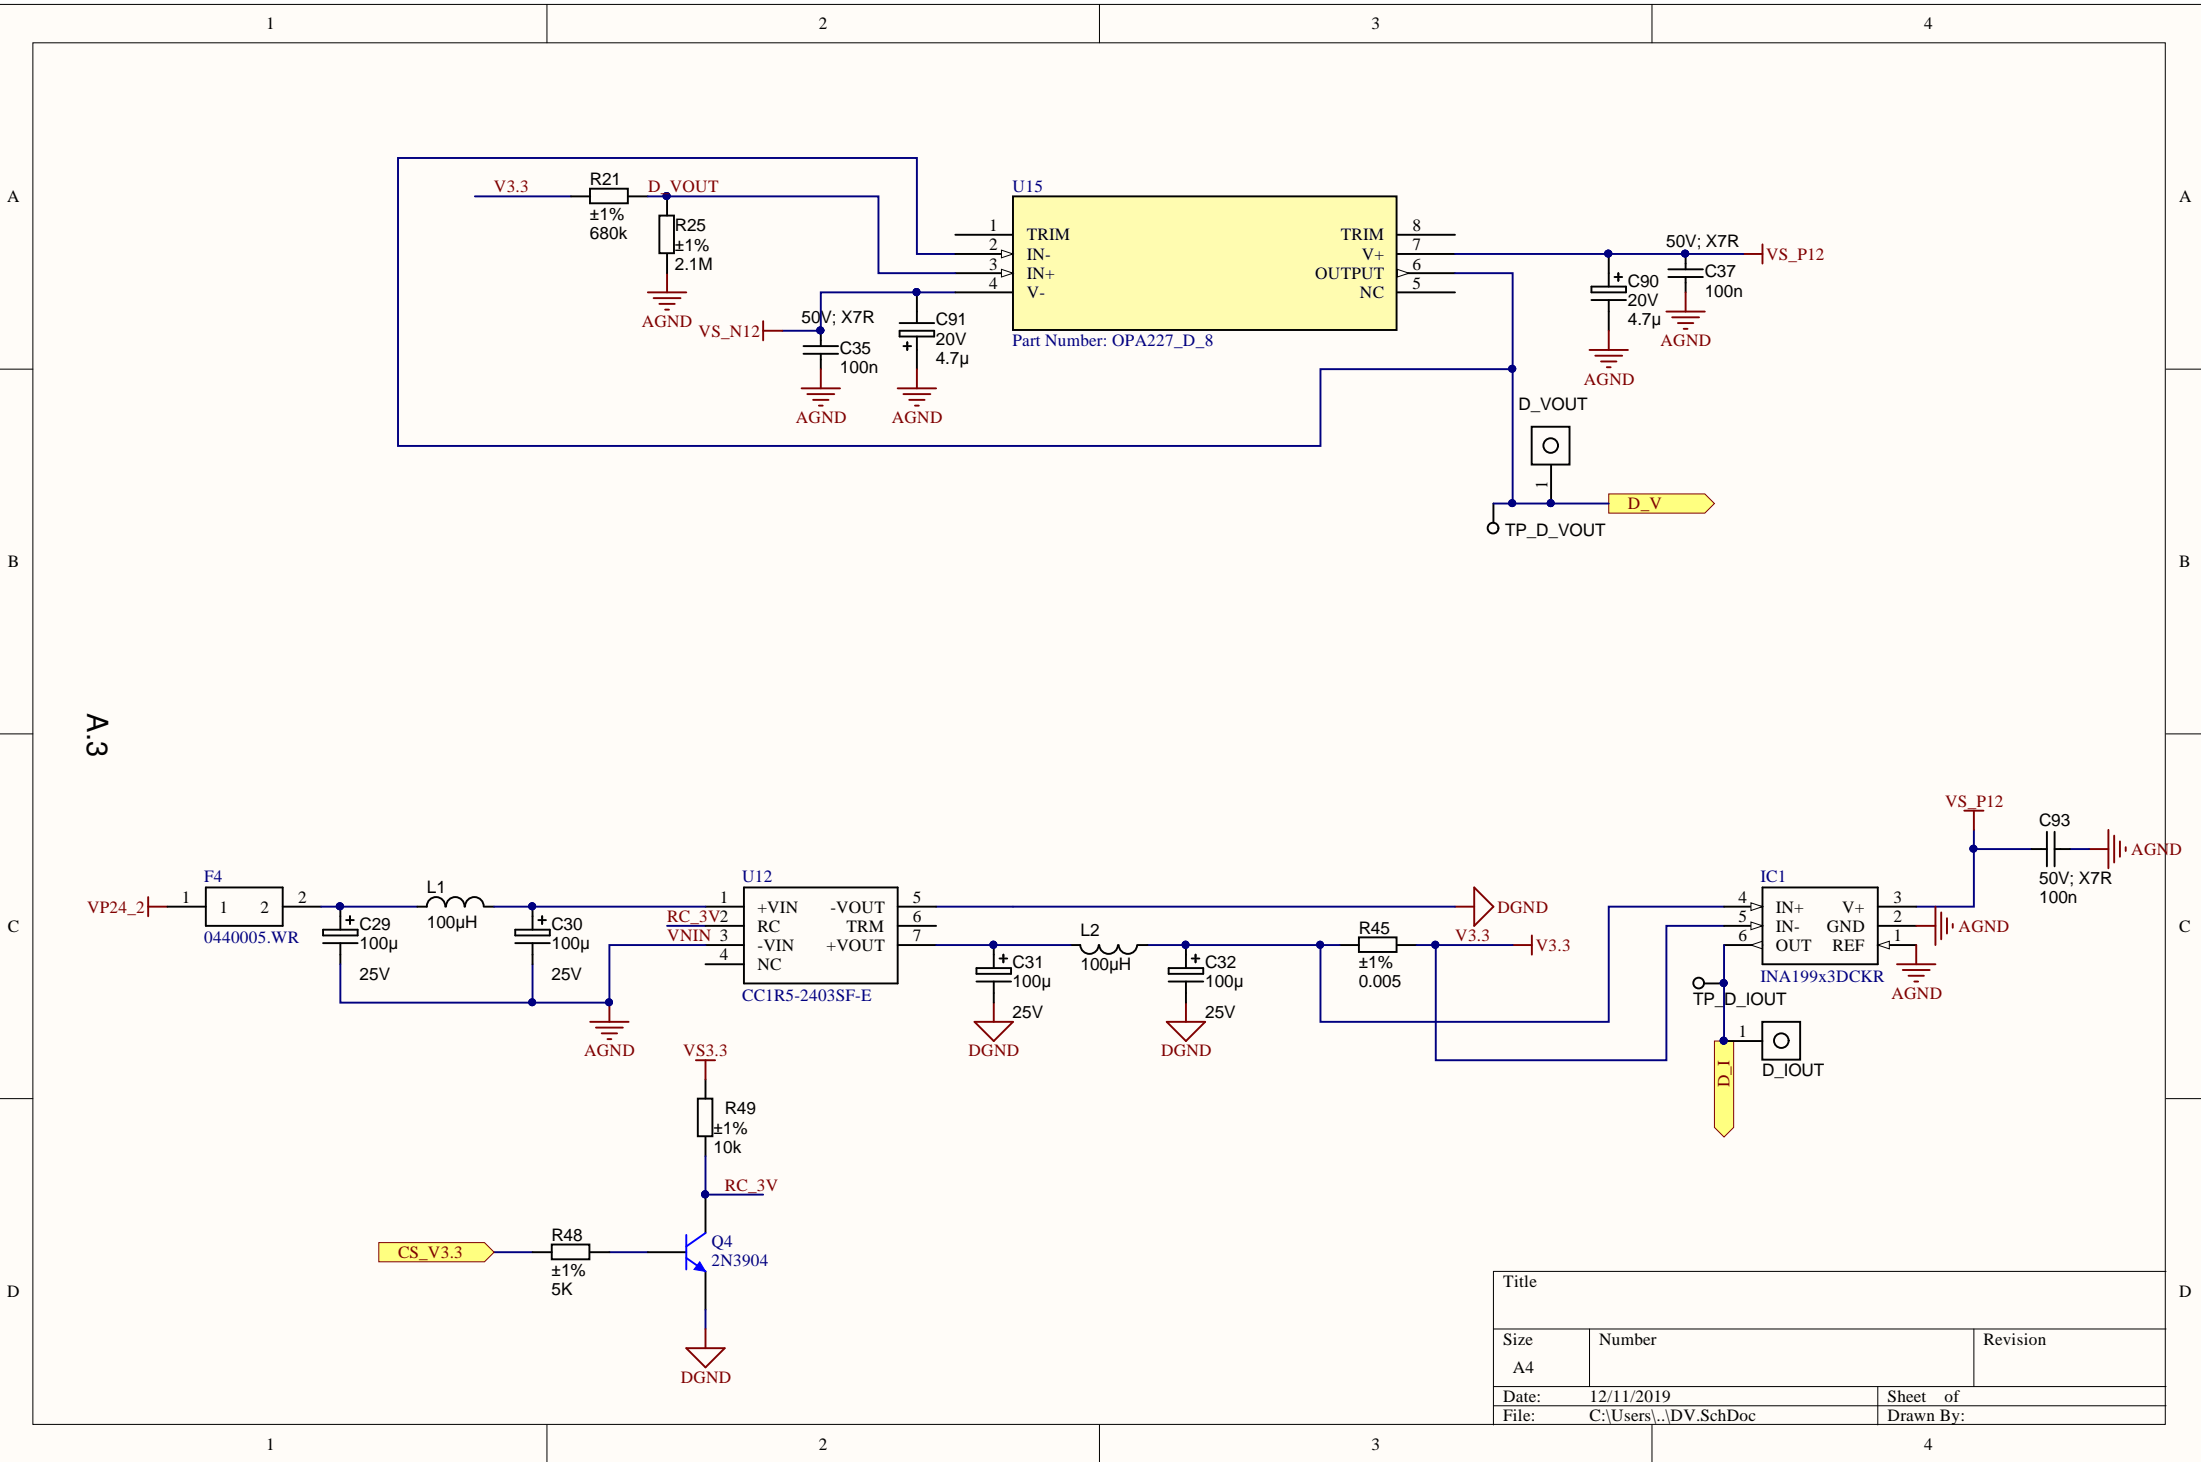 1 2 3 4
A A
V3.3
R21
±1%
680k
D_VOUT
R25
±1%
2.1M
AGND
VS_N12
50V; X7R
C35
100n
AGND
C91
20V
4.7µ
AGND
U15
1 TRIM
2 IN-
3 IN+
4 V-
TRIM 8
V+ 7
OUTPUT 6
NC 5
Part Number: OPA227_D_8
50V; X7R
VS_P12
C90
20V
4.7µ
AGND
C37
100n
AGND
D_VOUT
1
D_V
TP_D_VOUT
B B
A.3
C C
VP24_2
F4
1 1 2 2
0440005.WR
C29
100µ
25V
L1
100µH
C30
100µ
25V
AGND
U12
RC_3V
VNIN
1 +VIN
2 RC
3 -VIN
4 NC
-VOUT 5
TRM 6
+VOUT 7
CC1R5-2403SF-E
DGND
C31
100µ
25V
DGND
L2
100µH
C32
100µ
25V
DGND
R45
±1%
0.005
V3.3
V3.3
VS_P12
C93
50V; X7R
100n
AGND
IC1
4 IN+
5 IN-
6 OUT
V+ 3
GND 2
REF 1
INA199x3DCKR
AGND
AGND
TP_D_IOUT
1
D_IOUT
D_I
VS3.3
R49
±1%
10k
RC_3V
CS_V3.3
R48
±1%
5K
Q4
2N3904
DGND
D D
Title
Size Number Revision
A4
Date: 12/11/2019 Sheet of
File: C:\Users\..\DV.SchDoc Drawn By:
1 2 3 4